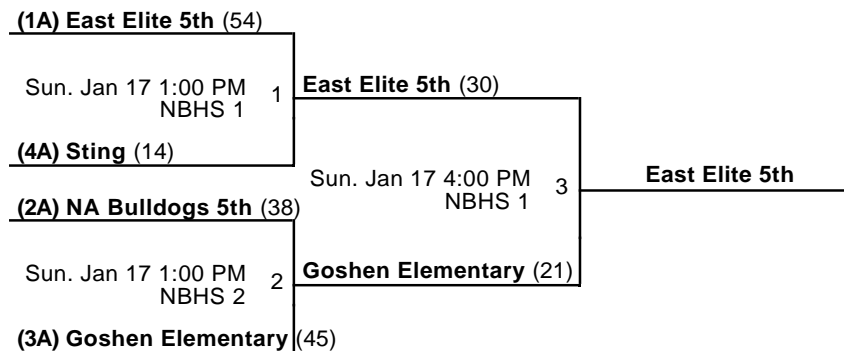 (1A) East Elite 5th (54)
Sun. Jan 17 1:00 PM
NBHS 1
1
East Elite 5th (30)
(4A) Sting (14)
Sun. Jan 17 4:00 PM
NBHS 1
3
East Elite 5th
(2A) NA Bulldogs 5th (38)
Sun. Jan 17 1:00 PM
NBHS 2
2
Goshen Elementary (21)
(3A) Goshen Elementary (45)